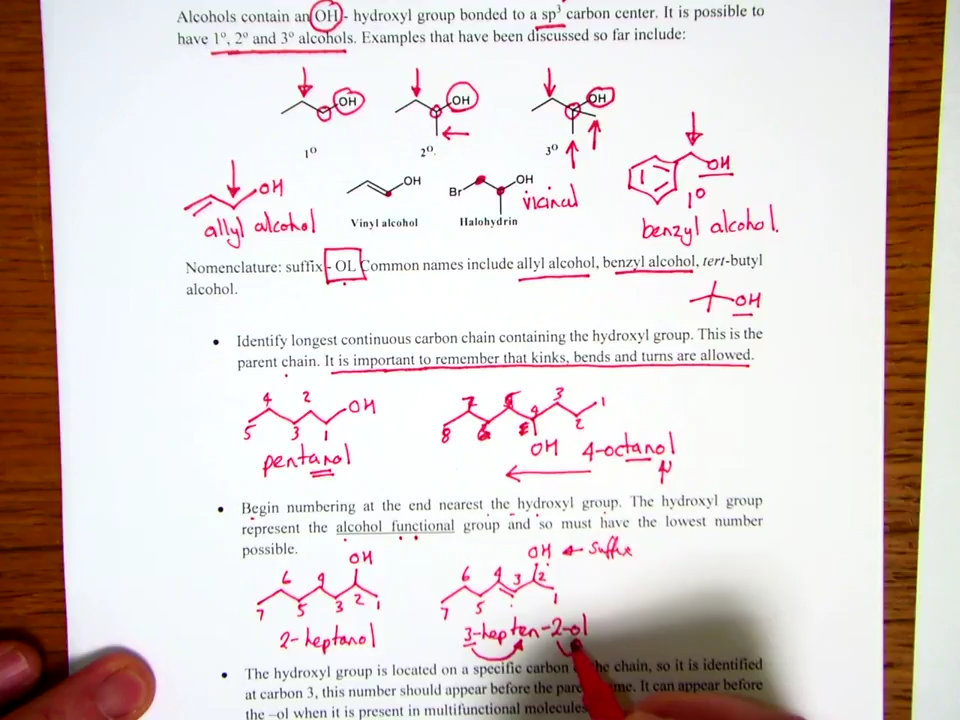 Alcohols contain an OH - hydroxyl group bonded to a sp³ carbon center. It is possible to
have 1°, 2° and 3° alcohols. Examples that have been discussed so far include:
OH OH OH
1° 2°. 3° OH
OH OH Br OH vicinal 1°
allyl alcohol Vinyl alcohol Halohydrin benzyl alcohol.
Nomenclature: suffix - OL Common names include allyl alcohol, benzyl alcohol, tert-butyl
alcohol.
OH
• Identify longest continuous carbon chain containing the hydroxyl group. This is the
parent chain. It is important to remember that kinks, bends and turns are allowed.
4 2 OH 7 4 3 1
5 3 1 8 2
pentanol OH 4-octanol
• Begin numbering at the end nearest the hydroxyl group. The hydroxyl group
represent the alcohol functional group and so must have the lowest number
possible.
OH OH suffix
6 4 6 4 3 2
7 5 3 2 1 7 5 1
2-heptanol 3-hepten-2-ol
• The hydroxyl group is located on a specific carbon the chain, so it is identified
at carbon 3, this number should appear before the It can appear before
the –ol when it is present in multifunctional molecules